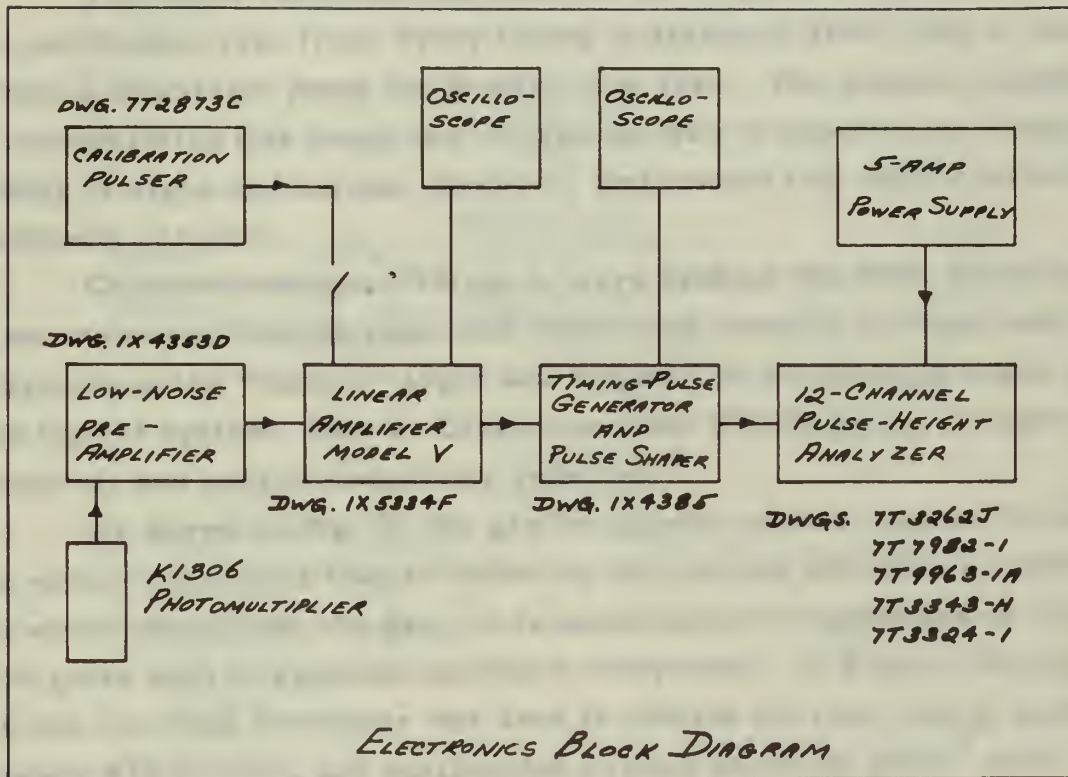 DWG. 7T2873C
CALIBRATION
PULSER
OSCILLO-
SCOPE
OSCILLO-
SCOPE
5-AMP
POWER SUPPLY
DWG. 1X4353D
LOW-NOISE
PRE-
AMPLIFIER
LINEAR
AMPLIFIER
MODEL V
DWG. 1X5334F
TIMING-PULSE
GENERATOR
AND
PULSE SHAPER
DWG. 1X4385
12-CHANNEL
PULSE-HEIGHT
ANALYZER
DWGS. 7T3262J
7T7982-1
7T9963-1A
7T3343-H
7T3324-1
K1306
PHOTOMULTIPLIER
ELECTRONICS BLOCK DIAGRAM